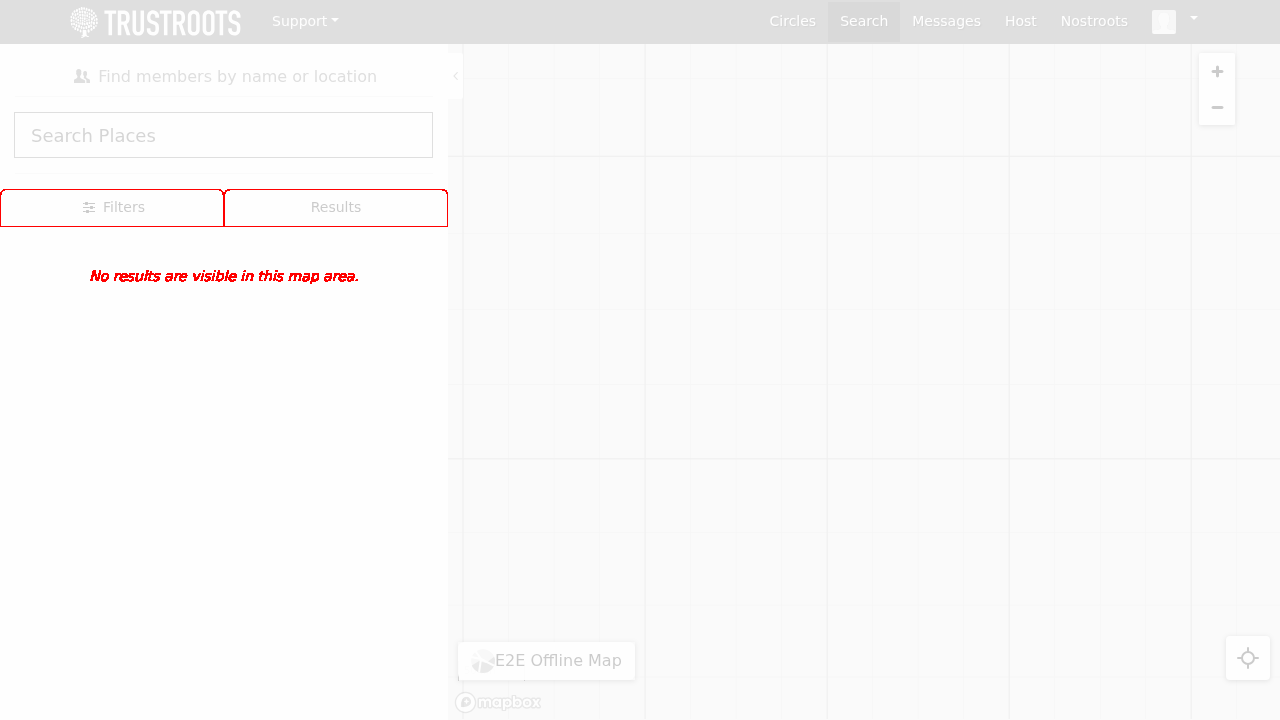 TRUSTROOTS Support Circles Search Messages Host Nostroots
Find members by name or location
Search Places
Filters Results
No results are visible in this map area.
E2E Offline Map
mapbox